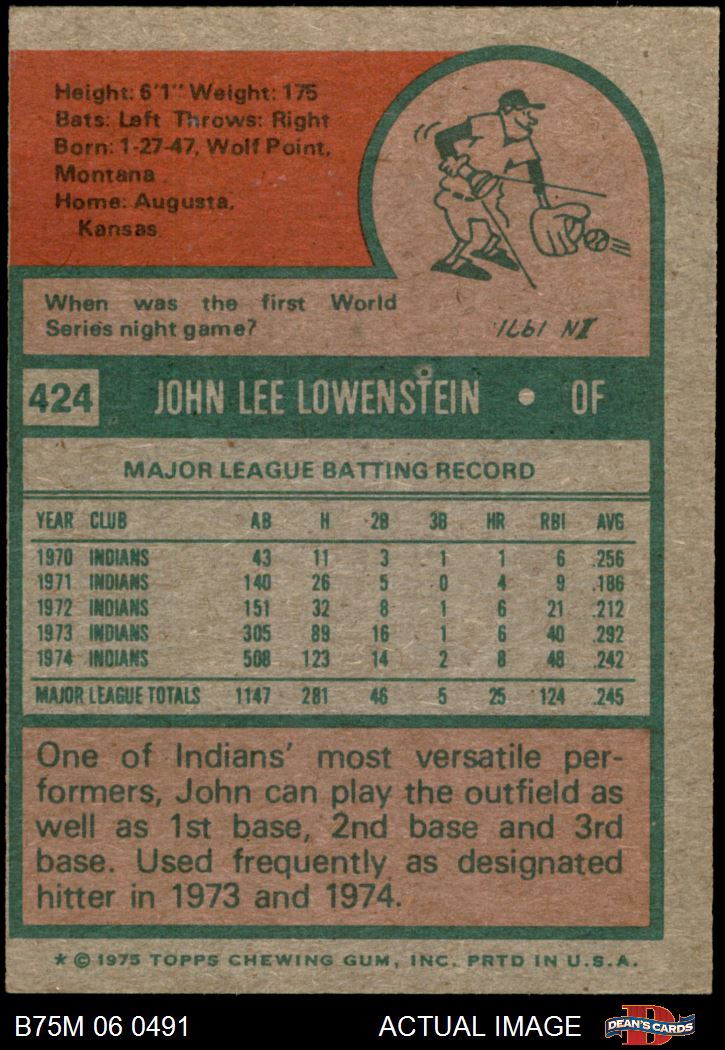 Height: 6'1" Weight: 175
Bats: Left Throws: Right
Born: 1-27-47, Wolf Point,
Montana
Home: Augusta,
Kansas
When was the first World
Series night game?
IN 1971
424 JOHN LEE LOWENSTEIN • OF
MAJOR LEAGUE BATTING RECORD
YEAR CLUB AB H 2B 3B HR RBI AVG
1970 INDIANS 43 11 3 1 1 6 .256
1971 INDIANS 140 26 5 0 4 9 .186
1972 INDIANS 151 32 8 1 6 21 .212
1973 INDIANS 305 89 16 1 6 40 .292
1974 INDIANS 508 123 14 2 8 48 .242
MAJOR LEAGUE TOTALS 1147 281 46 5 25 124 .245
One of Indians' most versatile per-
formers, John can play the outfield as
well as 1st base, 2nd base and 3rd
base. Used frequently as designated
hitter in 1973 and 1974.
* © 1975 TOPPS CHEWING GUM, INC. PRTD IN U.S.A.
B75M 06 0491 ACTUAL IMAGE
D
DEAN'S CARDS